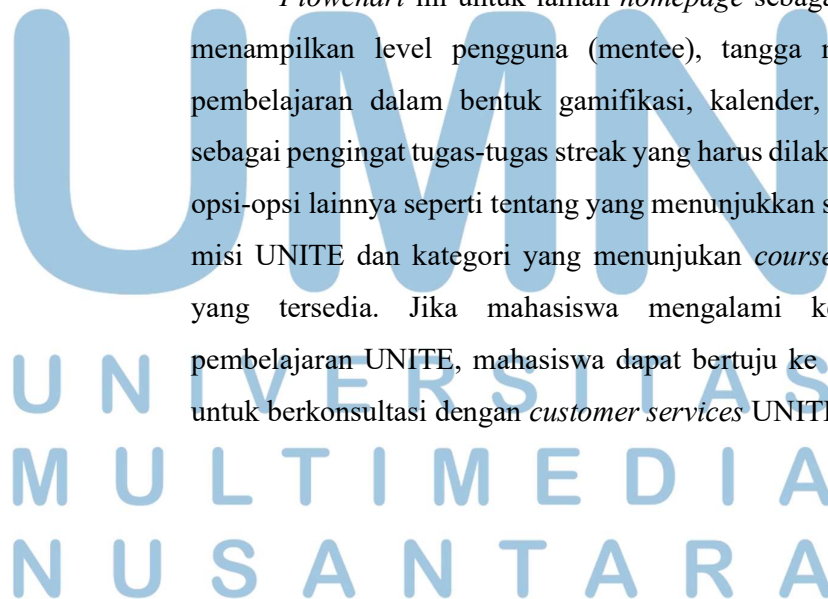 Flowchart ini untuk laman homepage sebaga
menampilkan level pengguna (mentee), tangga
pembelajaran dalam bentuk gamifikasi, kalender,
sebagai pengingat tugas-tugas streak yang harus dilak
opsi-opsi lainnya seperti tentang yang menunjukkan
misi UNITE dan kategori yang menunjukan course
yang tersedia. Jika mahasiswa mengalami
pembelajaran UNITE, mahasiswa dapat bertuju ke
untuk berkonsultasi dengan customer services UNITE
UMN
UNIVERSITAS
MULTIMEDIA
NUSANTARA